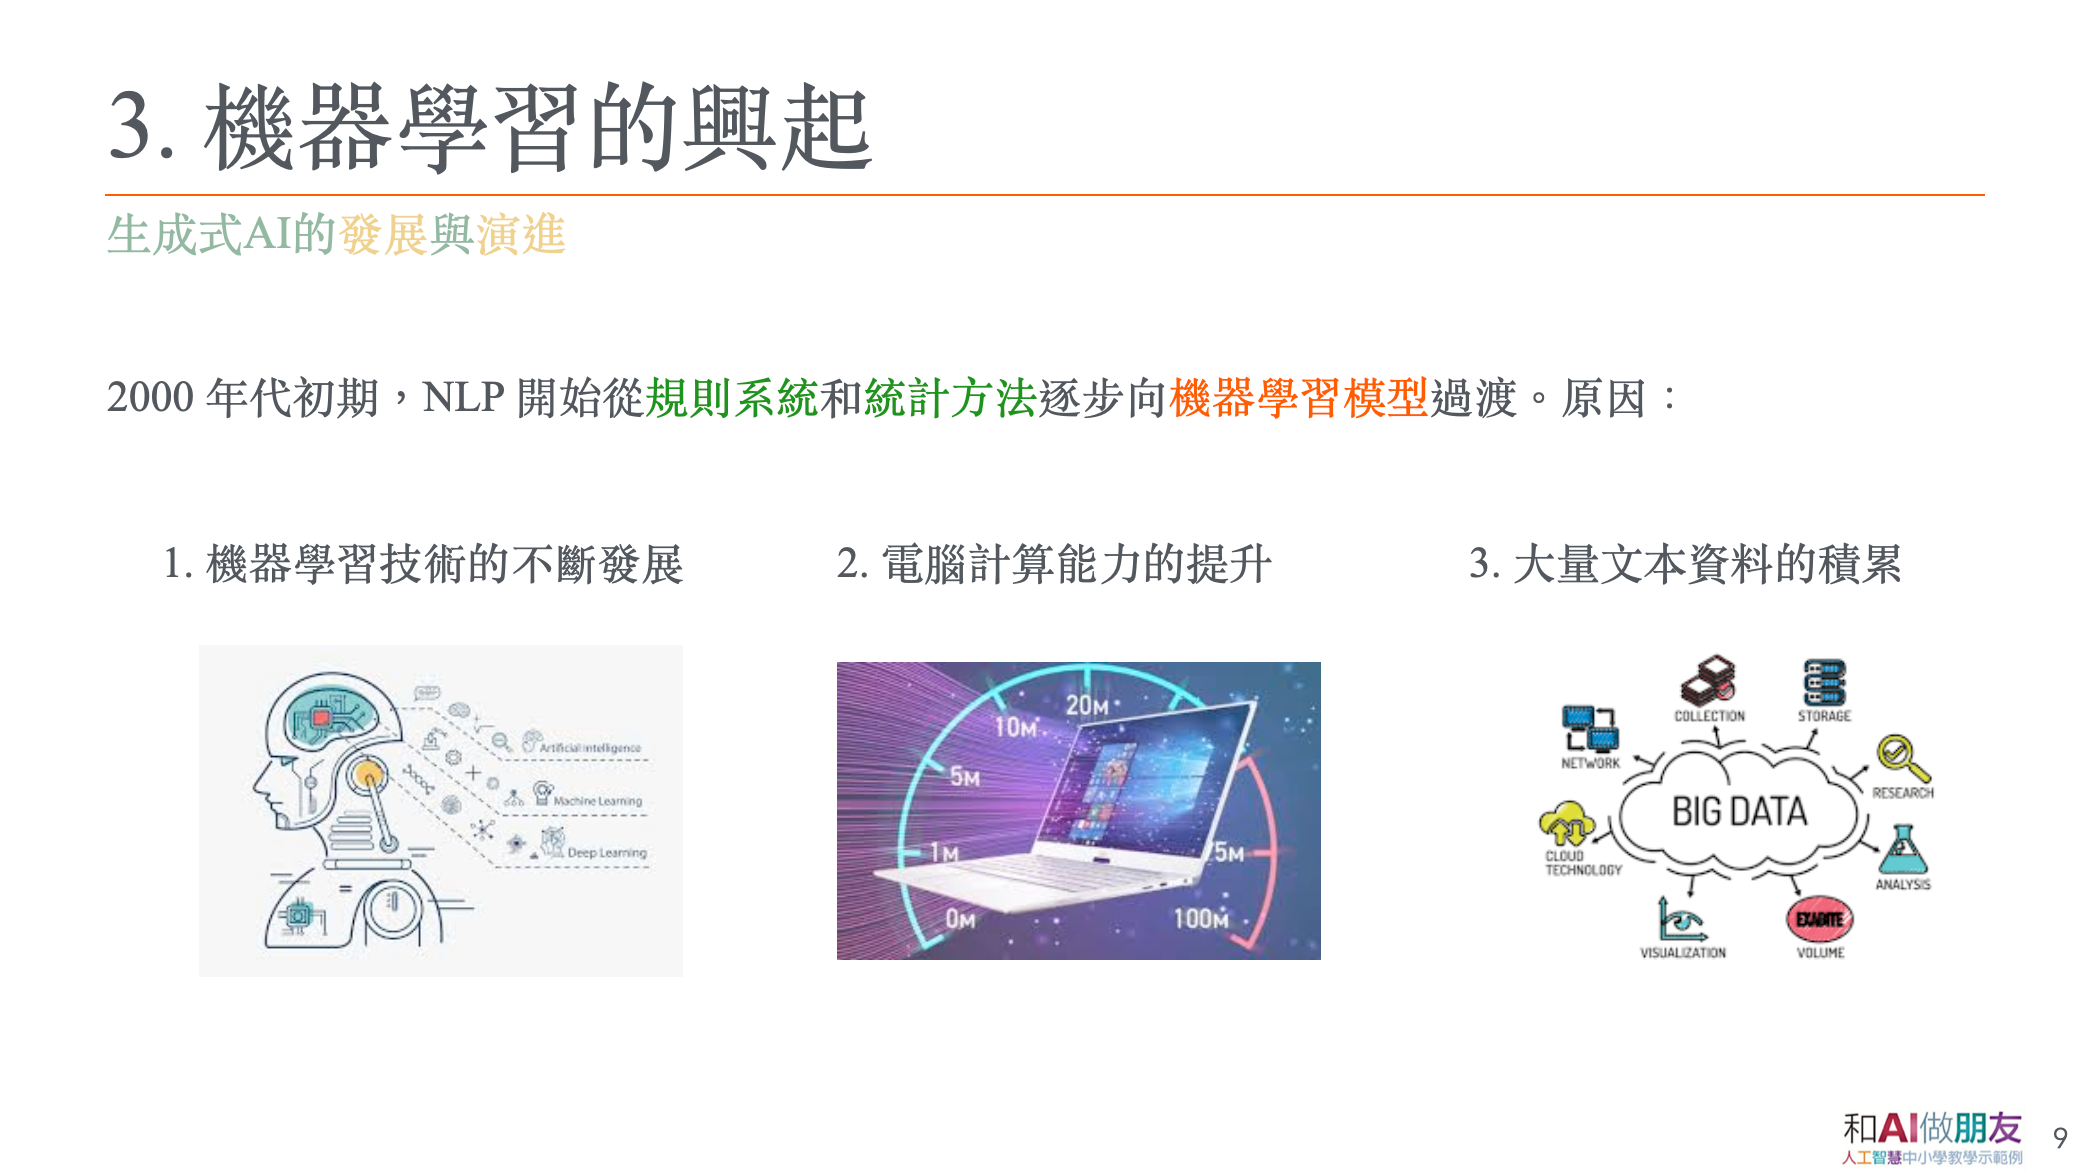 3. 機器學習的興起
生成式AI的發展與演進
2000 年代初期，NLP 開始從規則系統和統計方法逐步向機器學習模型過渡。原因：
1. 機器學習技術的不斷發展
2. 電腦計算能力的提升
3. 大量文本資料的積累
Artificial Intelligence
Machine Learning
Deep Learning
0M
1M
5M
10M
20M
5M
100M
COLLECTION
STORAGE
NETWORK
RESEARCH
BIG DATA
CLOUD
TECHNOLOGY
ANALYSIS
EXABITE
VISUALIZATION
VOLUME
和AI做朋友
人工智慧中小學教學示範例
9